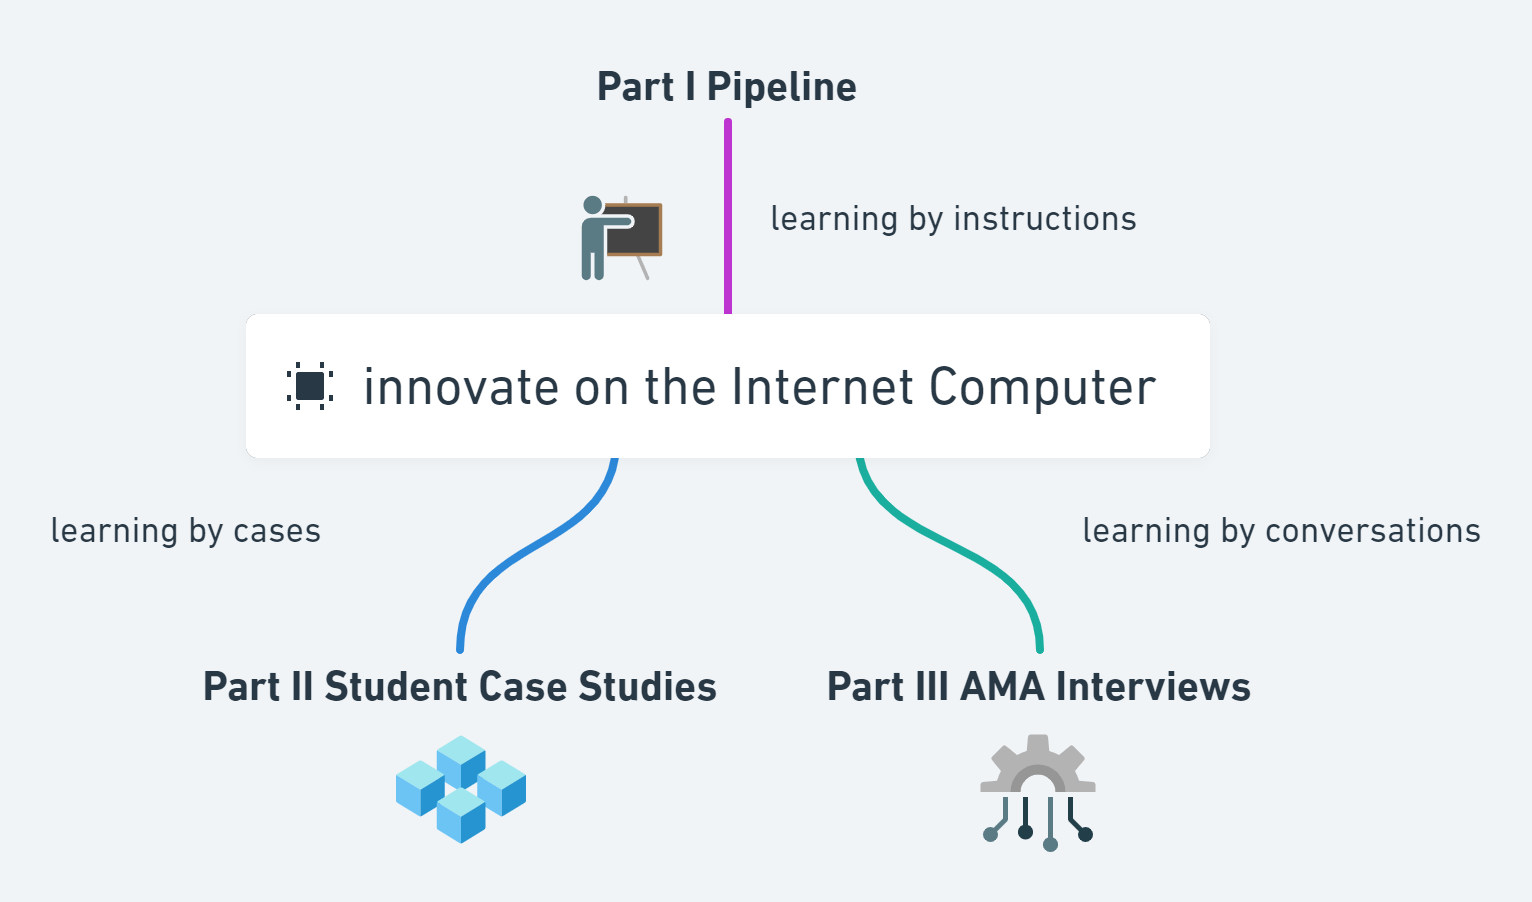 Part I Pipeline
learning by instructions
innovate on the Internet Computer
learning by cases
learning by conversations
Part II Student Case Studies
Part III AMA Interviews